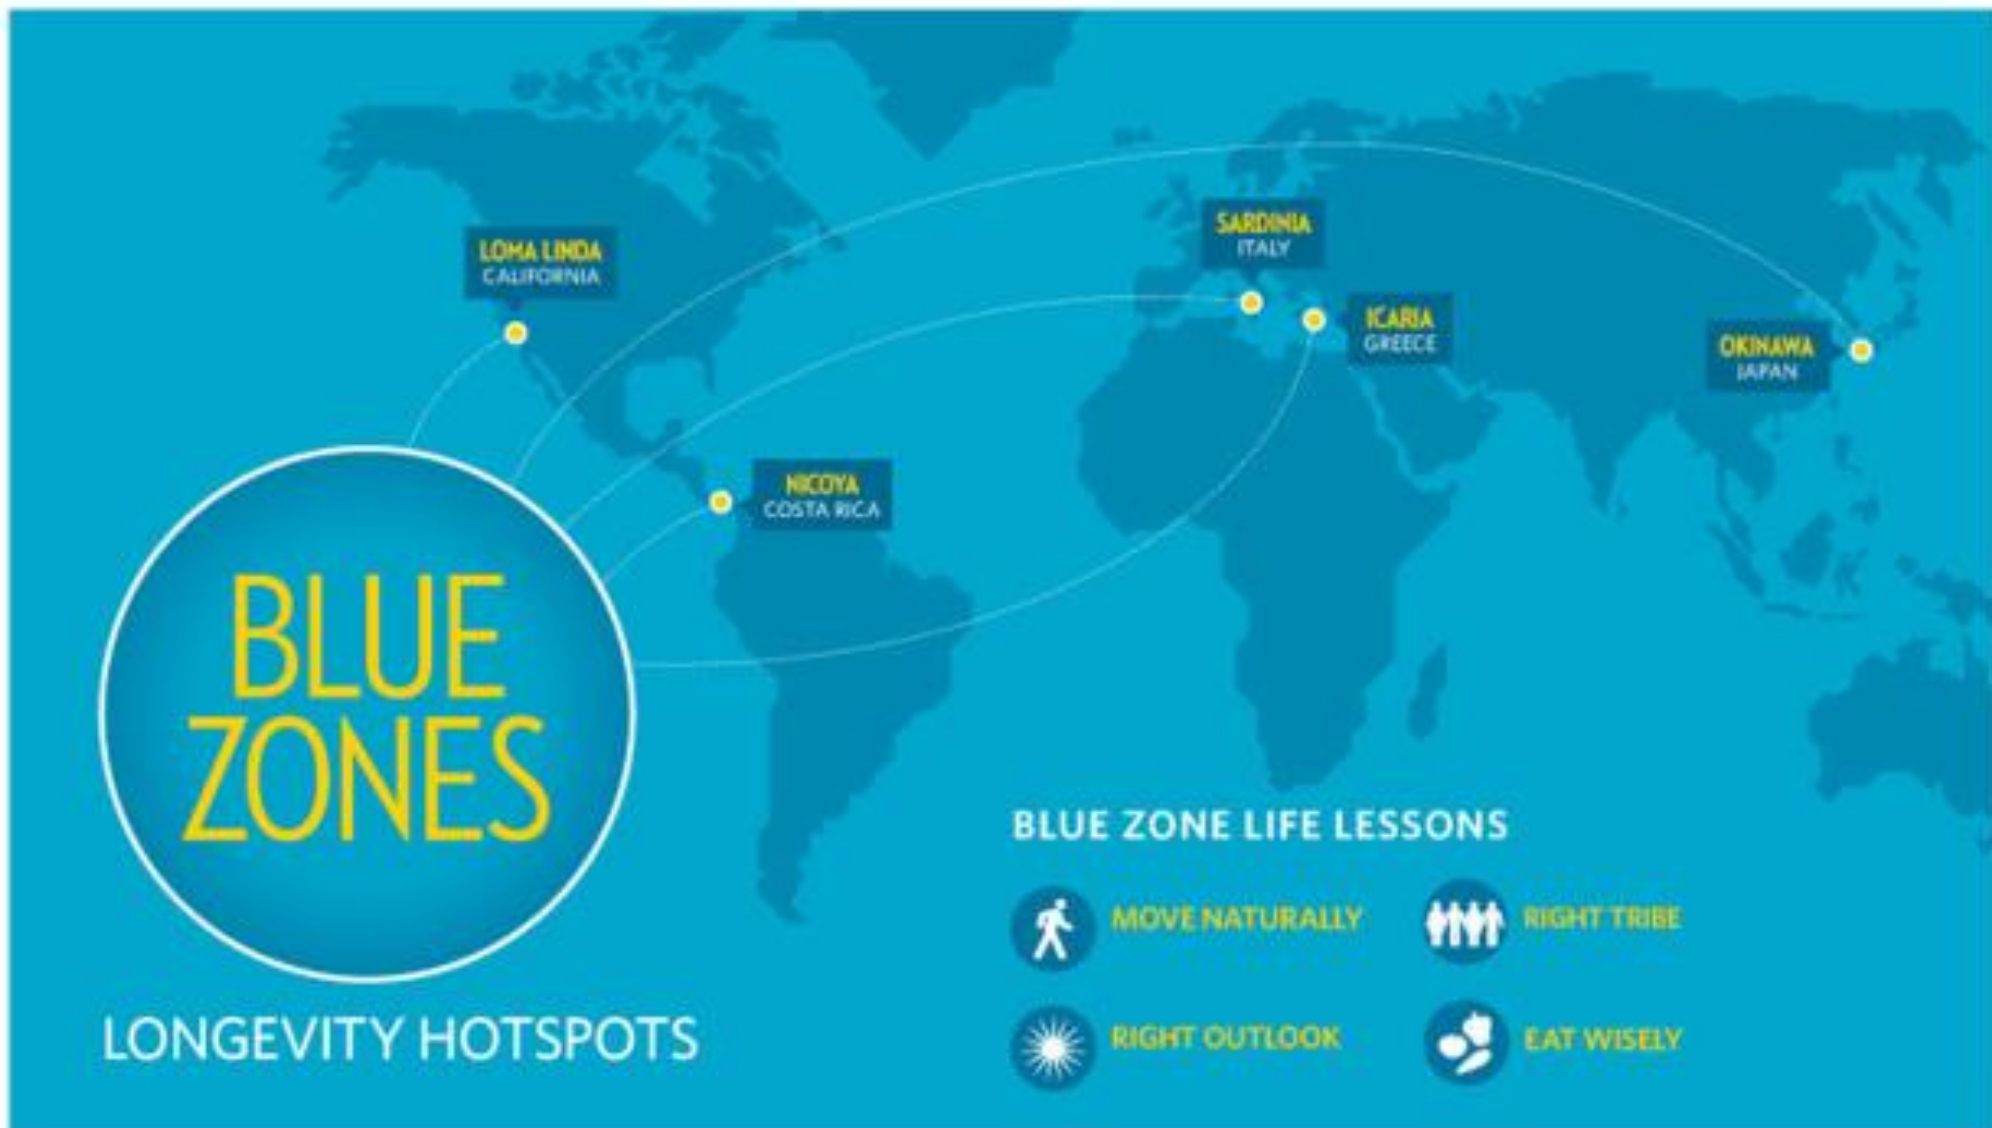 LOMA LINDA
CALIFORNIA
SARDINIA
ITALY
ICARIA
GREECE
OKINAWA
JAPAN
NICOYA
COSTA RICA
BLUE
ZONES
LONGEVITY HOTSPOTS
BLUE ZONE LIFE LESSONS
MOVE NATURALLY
RIGHT TRIBE
RIGHT OUTLOOK
EAT WISELY